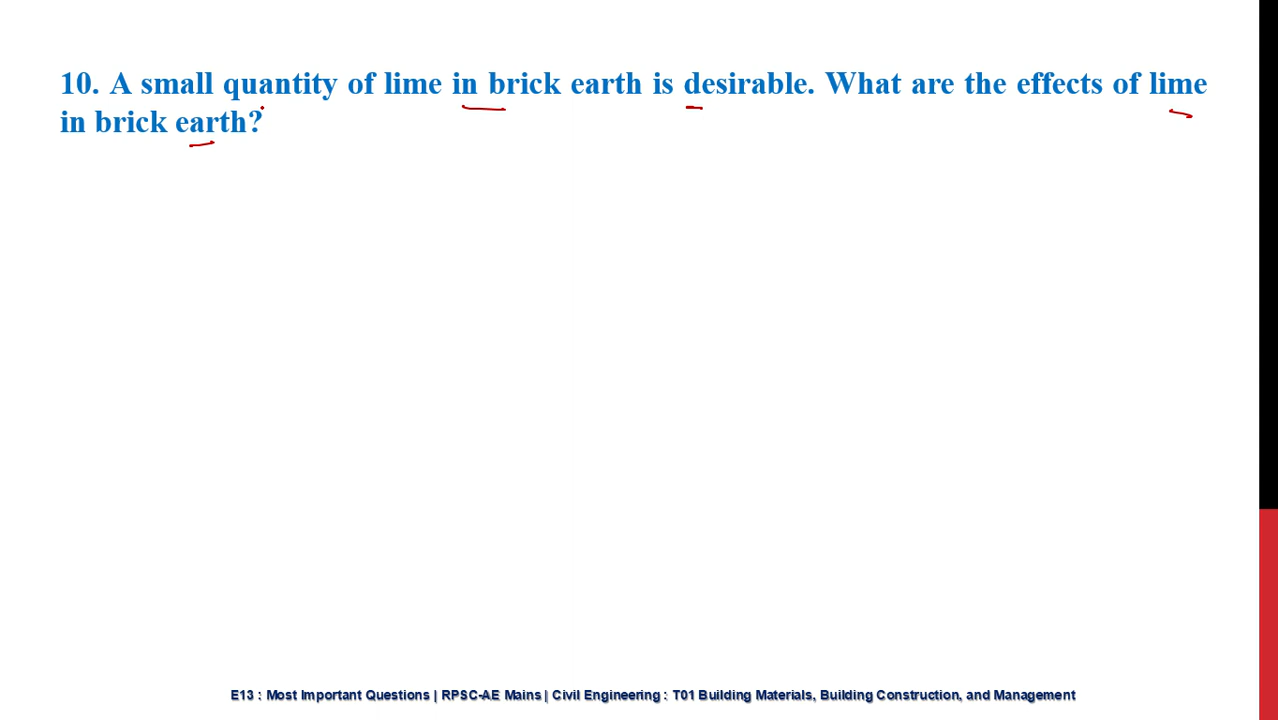 10. A small quantity of lime in brick earth is desirable. What are the effects of lime
in brick earth?
E13 : Most Important Questions | RPSC-AE Mains | Civil Engineering : T01 Building Materials, Building Construction, and Management